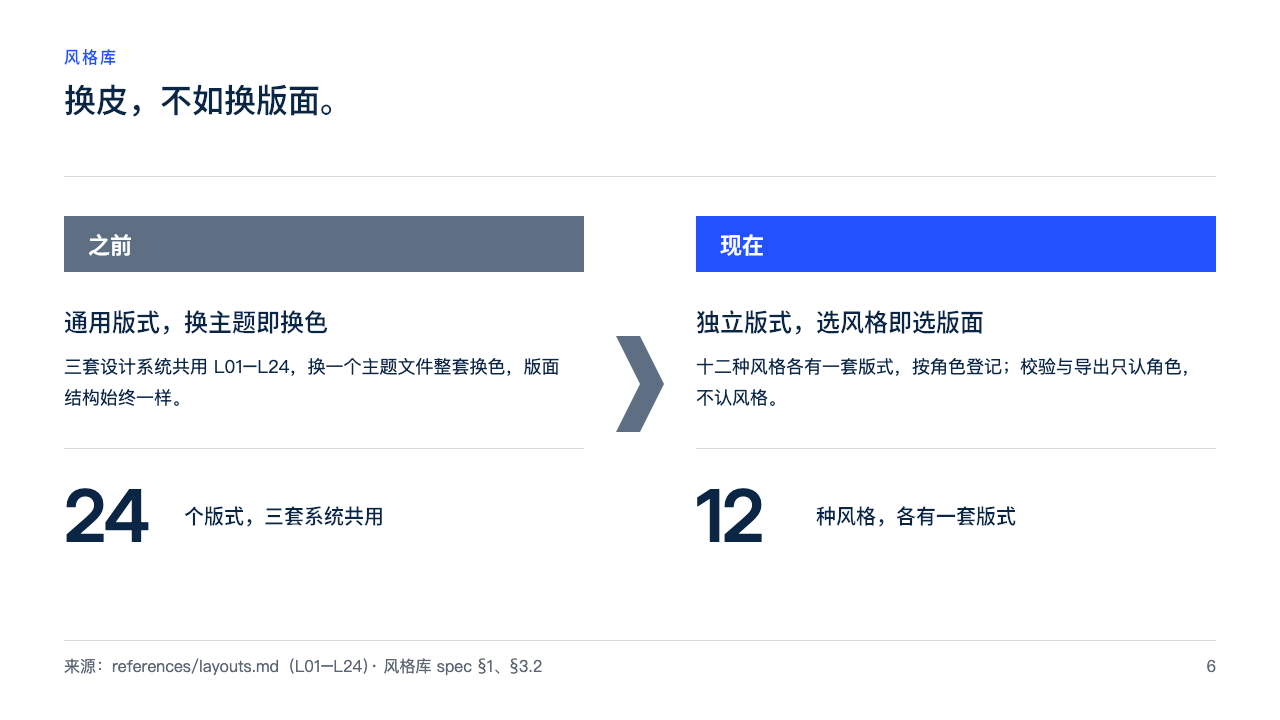 风格库
换皮，不如换版面。
之前
通用版式，换主题即换色
三套设计系统共用 L01—L24，换一个主题文件整套换色，版面
结构始终一样。
24
个版式，三套系统共用
现在
独立版式，选风格即选版面
十二种风格各有一套版式，按角色登记；校验与导出只认角色，
不认风格。
12
种风格，各有一套版式
来源：references/layouts.md（L01—L24）· 风格库 spec §1、§3.2
6